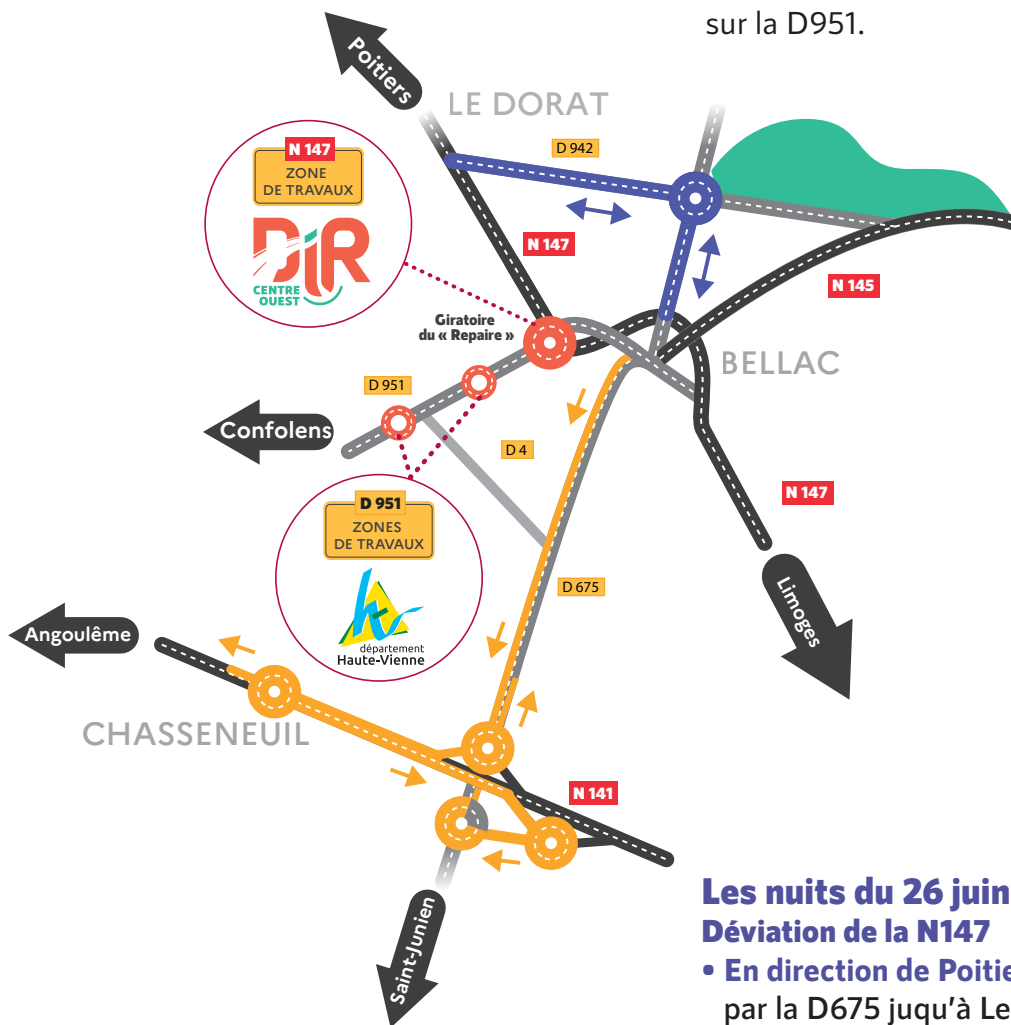 sur la D951.
Poitiers
LE DORAT
N 147
ZONE
DE TRAVAUX
D 942
DiR
CENTRE
OUEST
N 147
N 145
Giratoire
du « Repaire »
BELLAC
D 951
Confolens
D 4
N 147
D 951
ZONES
DE TRAVAUX
D 675
Limoges
département
Haute-Vienne
Angoulême
CHASSENEUIL
N 141
Saint-Junien
Les nuits du 26 juin
Déviation de la N147
• En direction de Poitie
par la D675 juqu'à Le